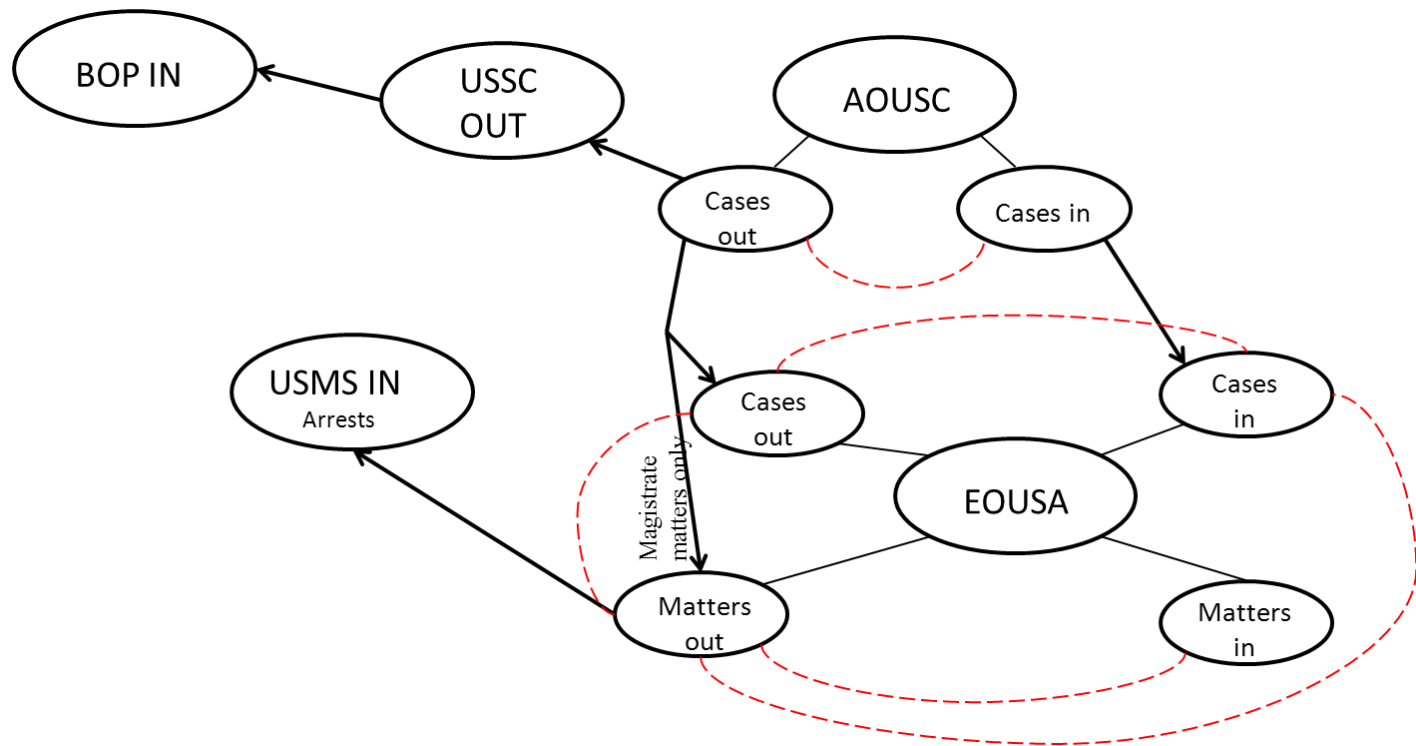 BOP IN
USSC
OUT
AOUSC
Cases
out
Cases in
USMS IN
Arrests
Cases
out
Cases
in
Magistrate
matters only
EOUSA
Matters
out
Matters
in